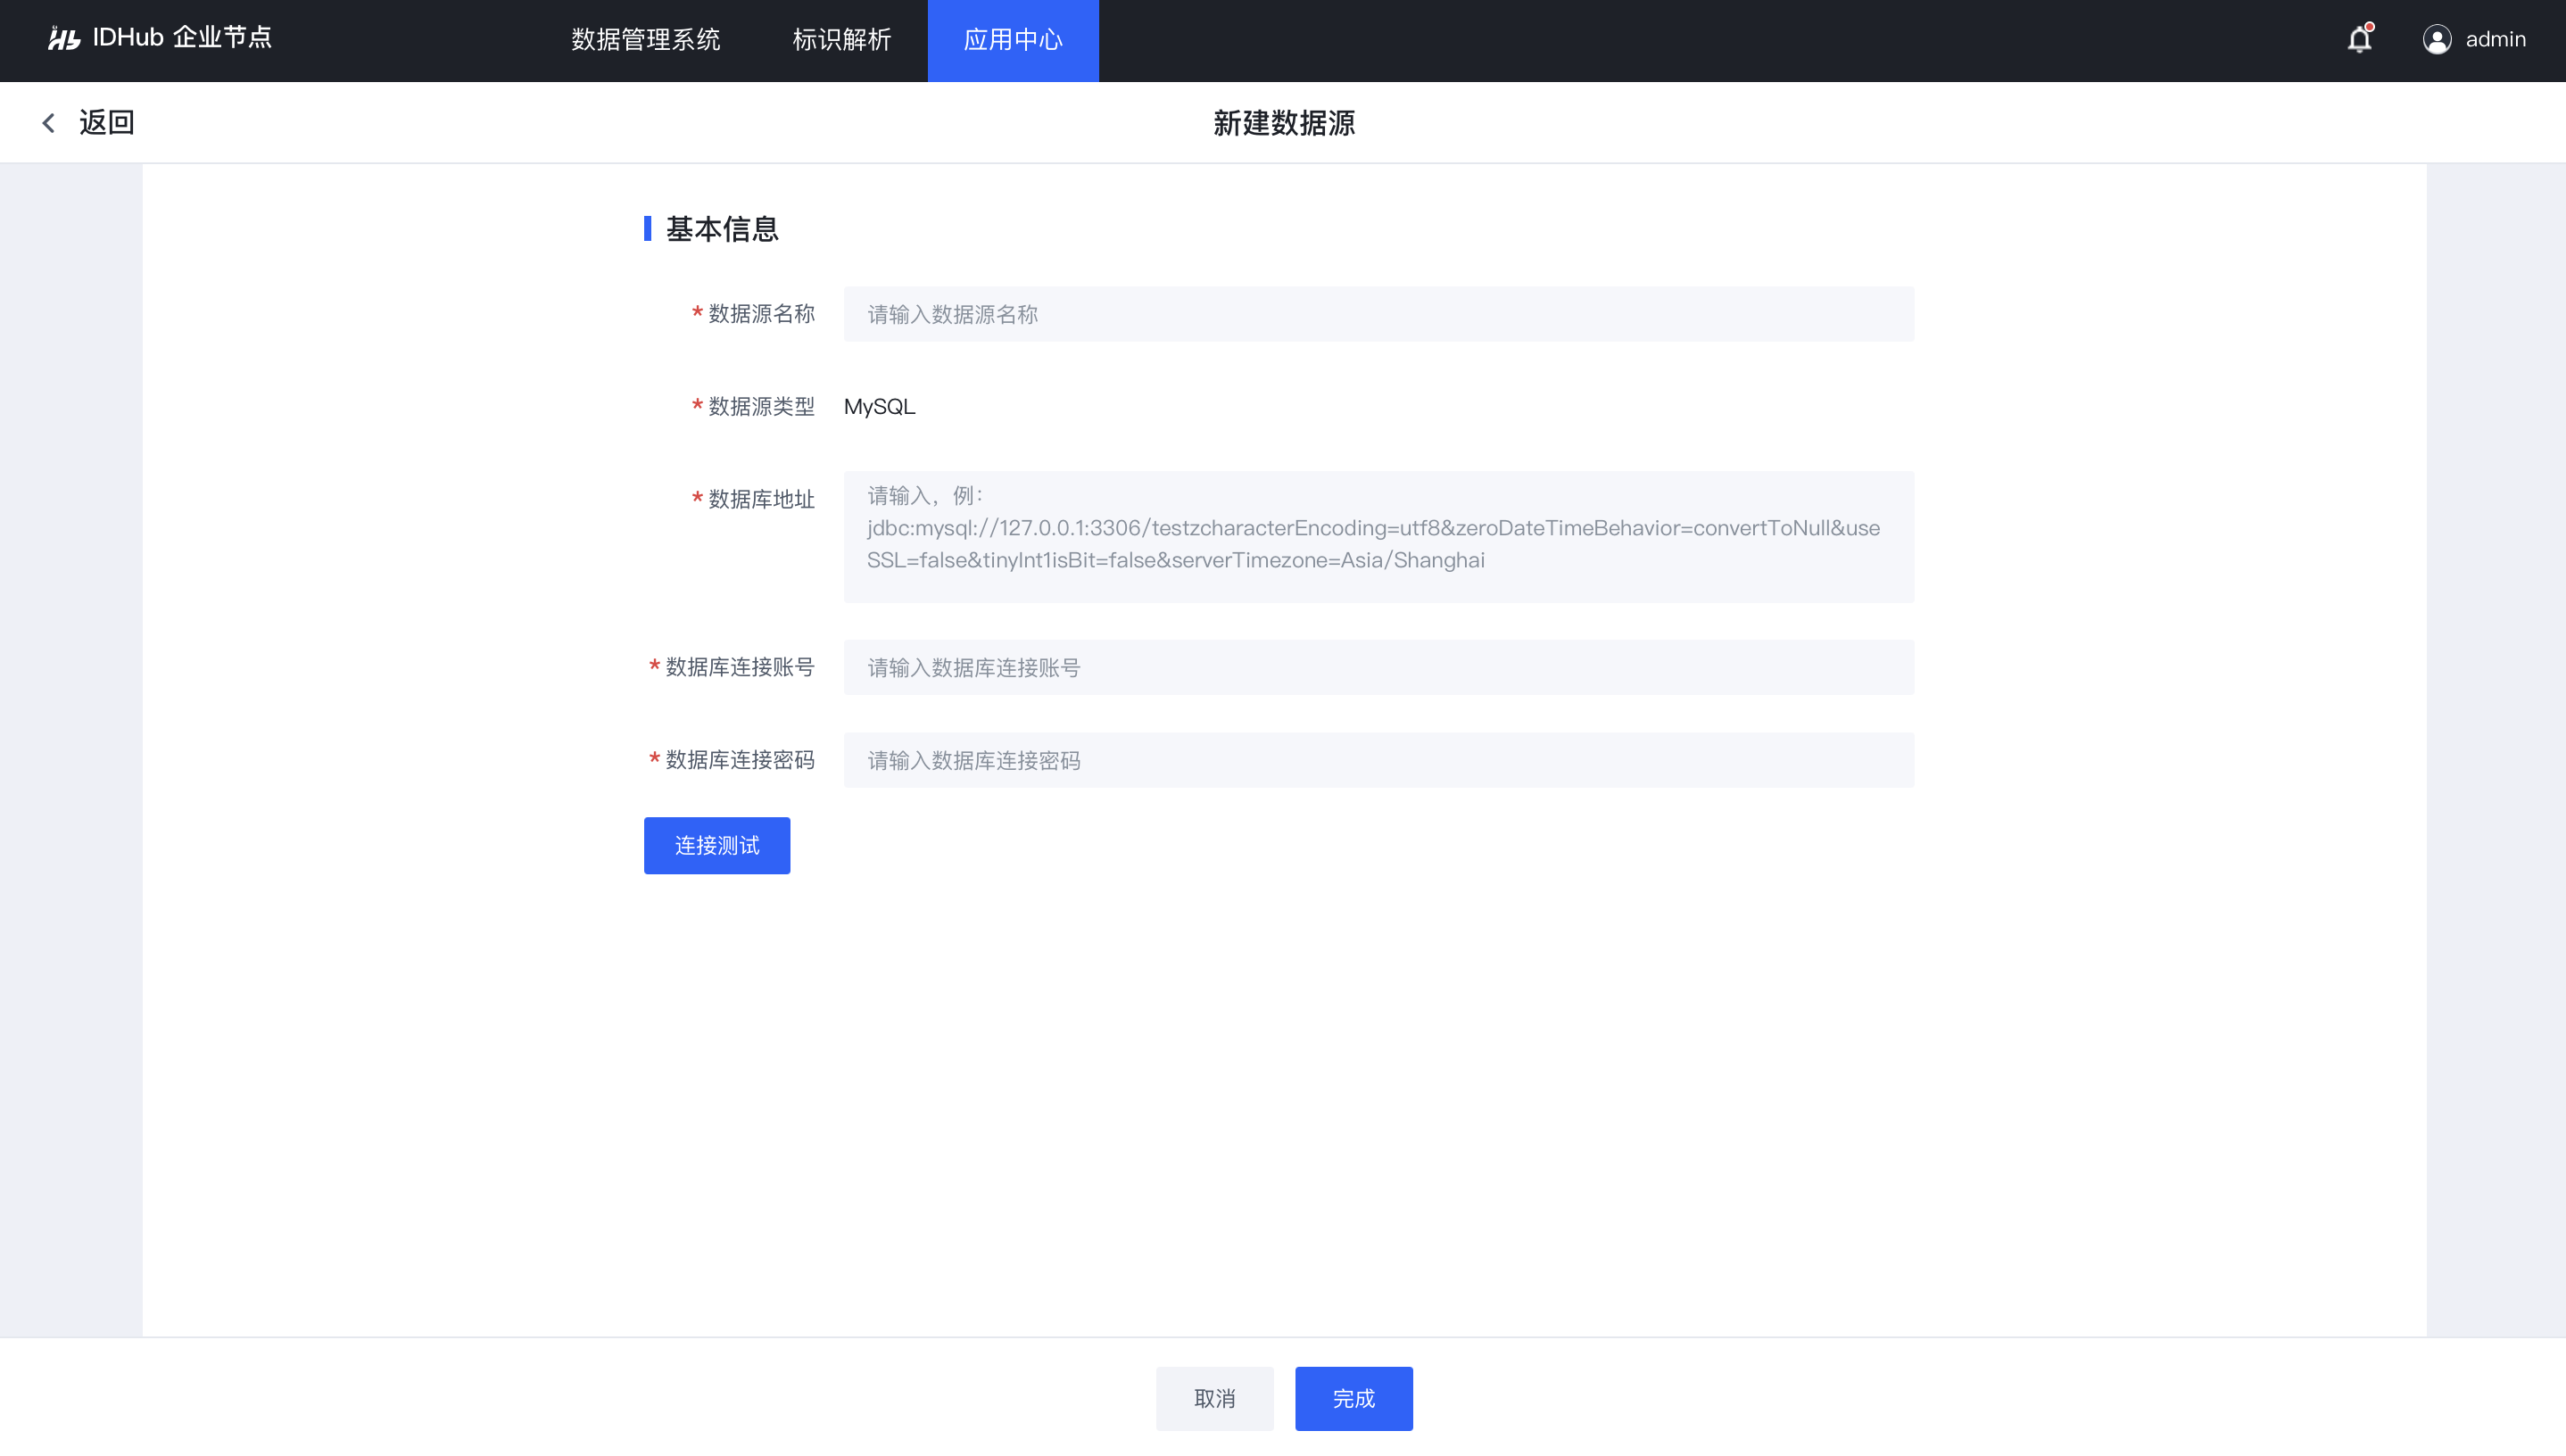 IDHub 企业节点
数据管理系统
标识解析
应用中心
admin
返回
新建数据源
基本信息
* 数据源名称
请输入数据源名称
* 数据源类型
MySQL
* 数据库地址
请输入，例：
jdbc:mysql://127.0.0.1:3306/testzcharacterEncoding=utf8&zeroDateTimeBehavior=convertToNull&use
SSL=false&tinyInt1isBit=false&serverTimezone=Asia/Shanghai
* 数据库连接账号
请输入数据库连接账号
* 数据库连接密码
请输入数据库连接密码
连接测试
取消
完成